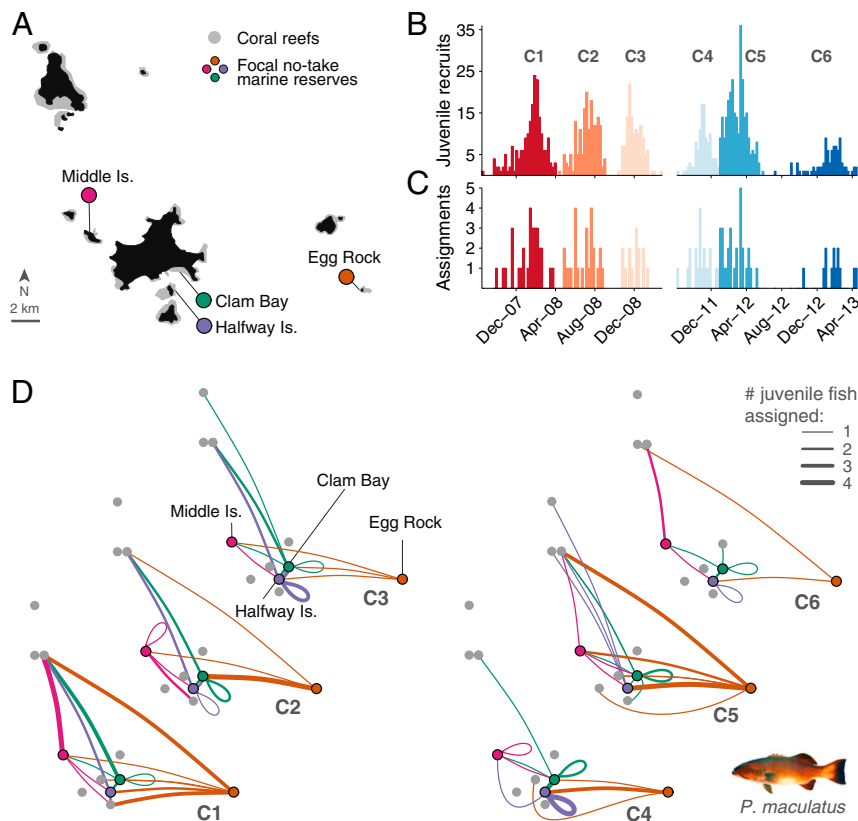 A
Coral reefs
Focal no-take
marine reserves
Middle Is.
Egg Rock
Clam Bay
Halfway Is.
N
2 km
B
Juvenile recruits
35
25
15
5
C1
C2
C3
C4
C5
C6
C
Assignments
5
4
3
2
1
Dec–07
Apr–08
Aug–08
Dec–08
Dec–11
Apr–12
Aug–12
Dec–12
Apr–13
D
# juvenile fish
assigned:
1
2
3
4
Clam Bay
Middle Is.
Egg Rock
Halfway Is.
C3
C6
C2
C5
C1
C4
P. maculatus